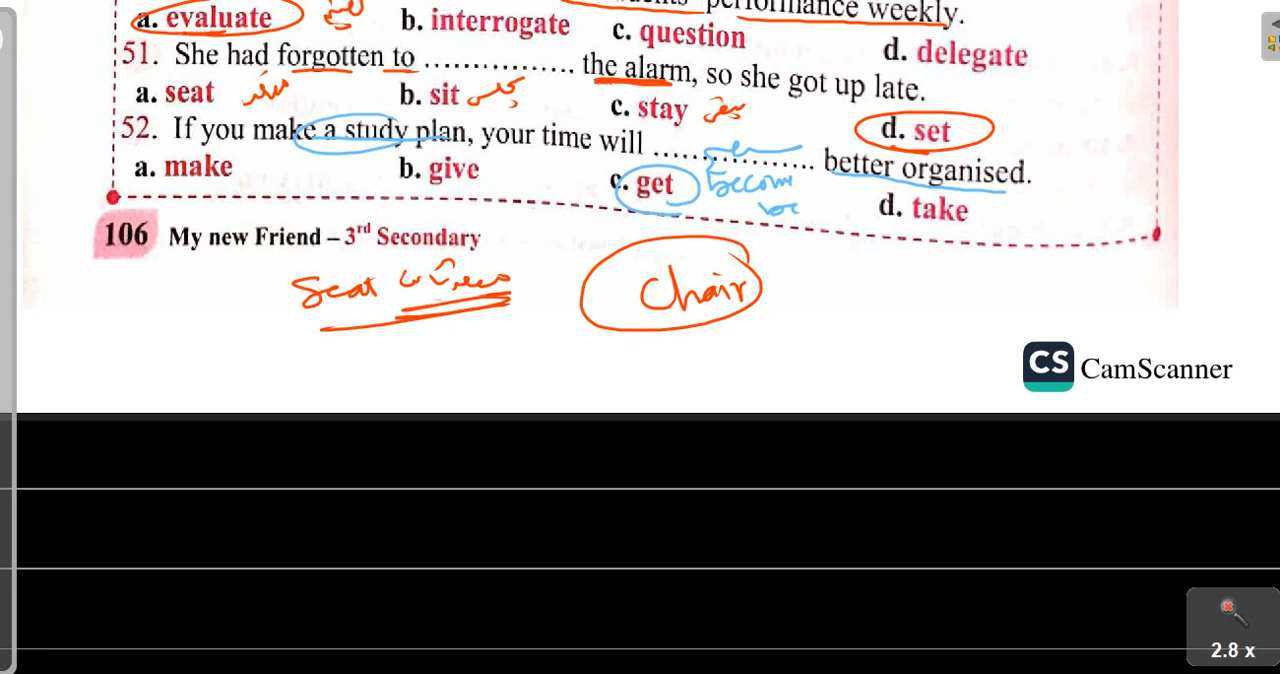 performance weekly.
a. evaluate b. interrogate c. question d. delegate
51. She had forgotten to ............... the alarm, so she got up late.
a. seat b. sit يجلس c. stay d. set
52. If you make a study plan, your time will ................ better organised.
a. make b. give c. get become d. take
106 My new Friend – 3rd Secondary
Seat Chair
CS CamScanner
2.8 x